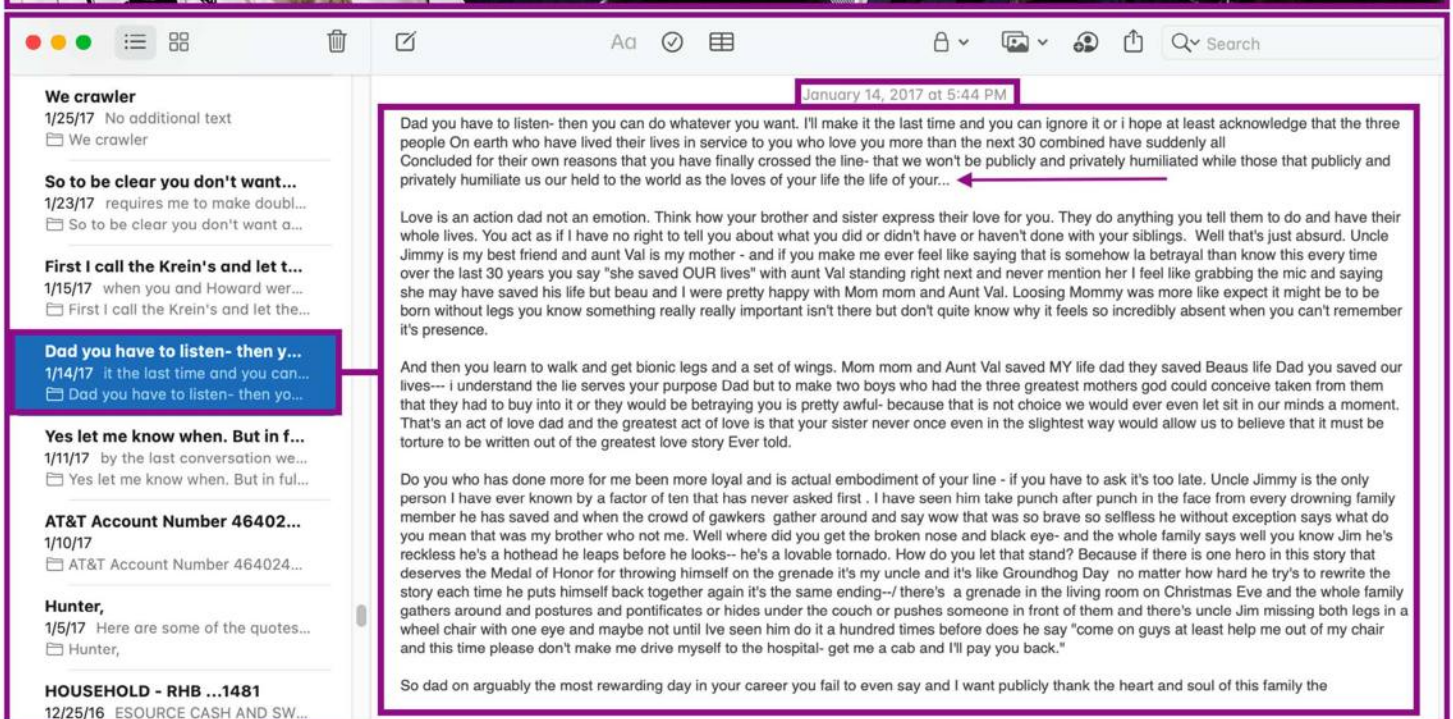 Aa
Search
We crawler
1/25/17 No additional text
We crawler
So to be clear you don't want...
1/23/17 requires me to make doubl...
So to be clear you don't want a...
First I call the Krein's and let t...
1/15/17 when you and Howard wer...
First I call the Krein's and let the...
Dad you have to listen- then y...
1/14/17 it the last time and you can...
Dad you have to listen- then yo...
Yes let me know when. But in f...
1/11/17 by the last conversation we...
Yes let me know when. But in ful...
AT&T Account Number 46402...
1/10/17
AT&T Account Number 464024...
Hunter,
1/5/17 Here are some of the quotes...
Hunter,
HOUSEHOLD - RHB ...1481
12/25/16 ESOURCE CASH AND SW...
January 14, 2017 at 5:44 PM
Dad you have to listen- then you can do whatever you want. I'll make it the last time and you can ignore it or i hope at least acknowledge that the three
people On earth who have lived their lives in service to you who love you more than the next 30 combined have suddenly all
Concluded for their own reasons that you have finally crossed the line- that we won't be publicly and privately humiliated while those that publicly and
privately humiliate us our held to the world as the loves of your life the life of your...
Love is an action dad not an emotion. Think how your brother and sister express their love for you. They do anything you tell them to do and have their
whole lives. You act as if I have no right to tell you about what you did or didn't have or haven't done with your siblings. Well that's just absurd. Uncle
Jimmy is my best friend and aunt Val is my mother - and if you make me ever feel like saying that is somehow la betrayal than know this every time
over the last 30 years you say "she saved OUR lives" with aunt Val standing right next and never mention her I feel like grabbing the mic and saying
she may have saved his life but beau and I were pretty happy with Mom mom and Aunt Val. Loosing Mommy was more like expect it might be to be
born without legs you know something really really important isn't there but don't quite know why it feels so incredibly absent when you can't remember
it's presence.
And then you learn to walk and get bionic legs and a set of wings. Mom mom and Aunt Val saved MY life dad they saved Beaus life Dad you saved our
lives--- i understand the lie serves your purpose Dad but to make two boys who had the three greatest mothers god could conceive taken from them
that they had to buy into it or they would be betraying you is pretty awful- because that is not choice we would ever even let sit in our minds a moment.
That's an act of love dad and the greatest act of love is that your sister never once even in the slightest way would allow us to believe that it must be
torture to be written out of the greatest love story Ever told.
Do you who has done more for me been more loyal and is actual embodiment of your line - if you have to ask it's too late. Uncle Jimmy is the only
person I have ever known by a factor of ten that has never asked first . I have seen him take punch after punch in the face from every drowning family
member he has saved and when the crowd of gawkers gather around and say wow that was so brave so selfless he without exception says what do
you mean that was my brother who not me. Well where did you get the broken nose and black eye- and the whole family says well you know Jim he's
reckless he's a hothead he leaps before he looks-- he's a lovable tornado. How do you let that stand? Because if there is one hero in this story that
deserves the Medal of Honor for throwing himself on the grenade it's my uncle and it's like Groundhog Day no matter how hard he try's to rewrite the
story each time he puts himself back together again it's the same ending--/ there's a grenade in the living room on Christmas Eve and the whole family
gathers around and postures and pontificates or hides under the couch or pushes someone in front of them and there's uncle Jim missing both legs in a
wheel chair with one eye and maybe not until Ive seen him do it a hundred times before does he say "come on guys at least help me out of my chair
and this time please don't make me drive myself to the hospital- get me a cab and I'll pay you back."
So dad on arguably the most rewarding day in your career you fail to even say and I want publicly thank the heart and soul of this family the